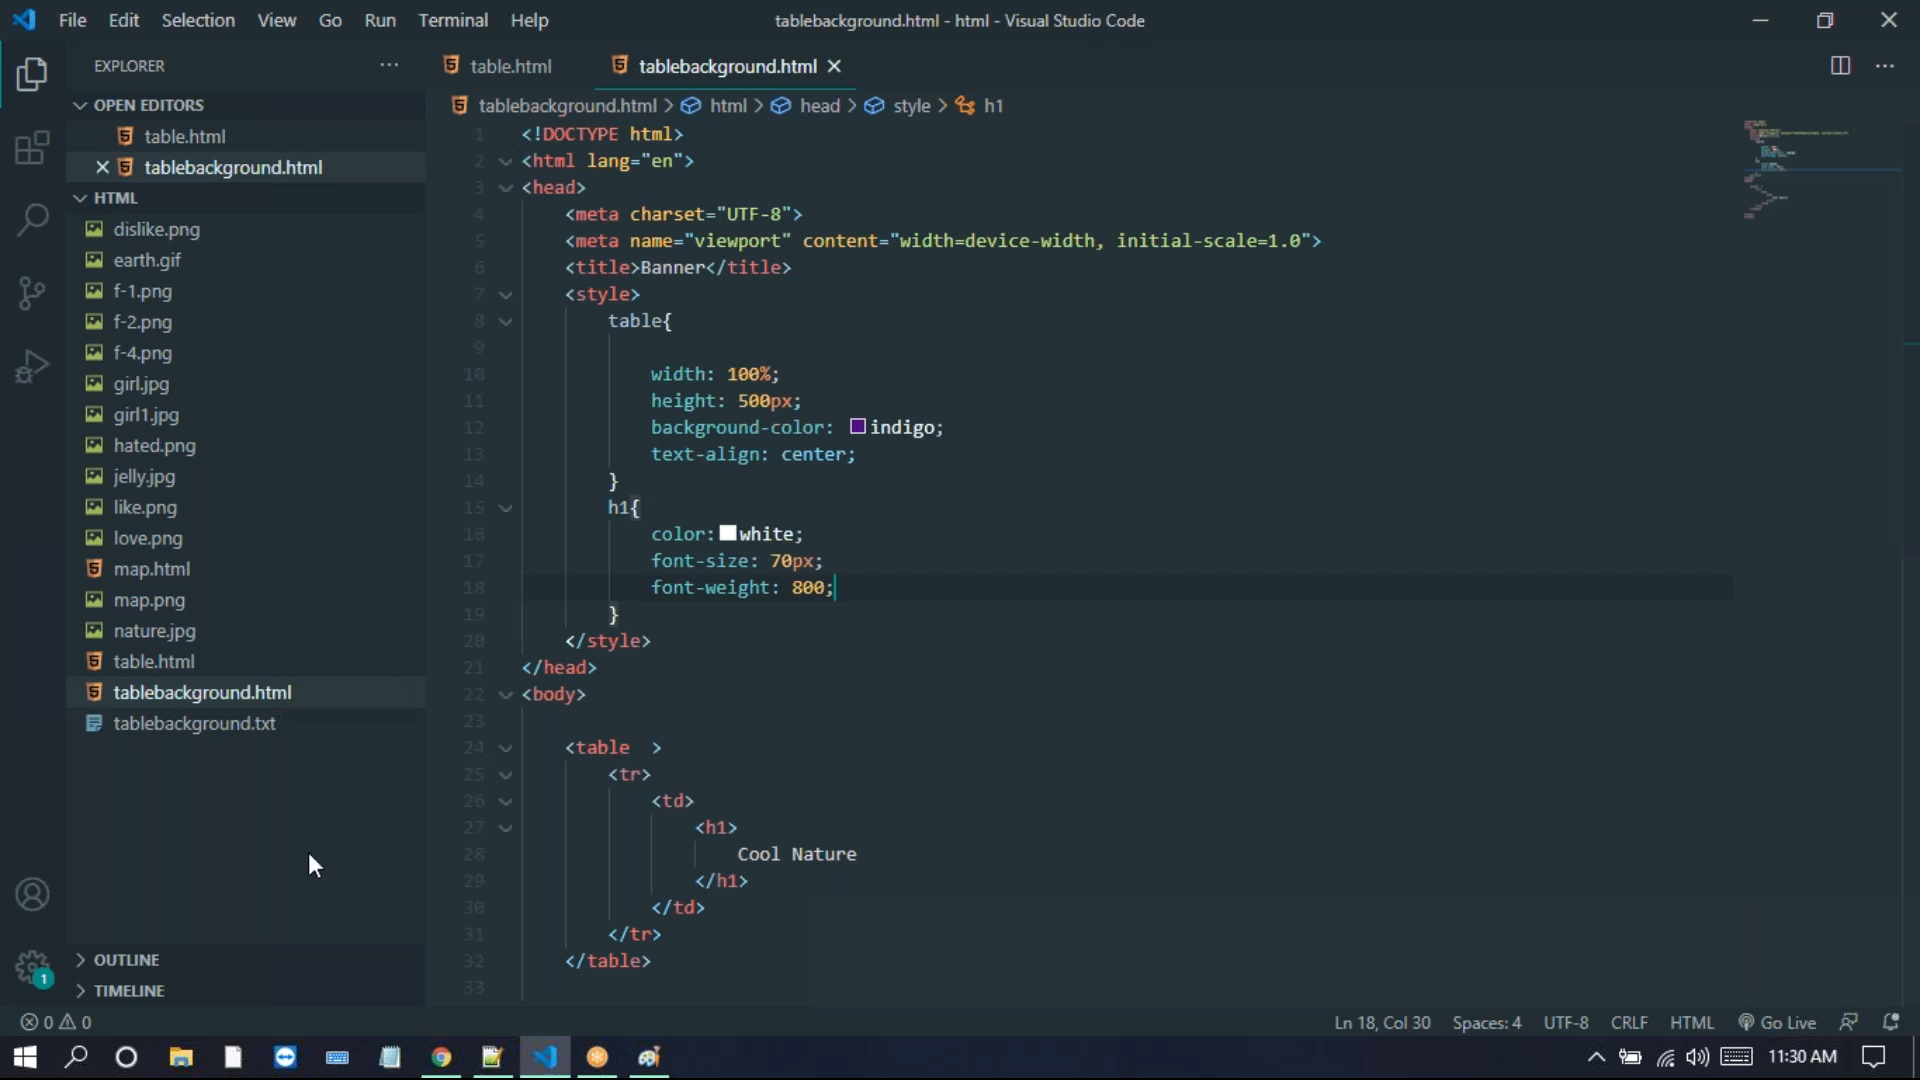 File Edit Selection View Go Run Terminal Help
tablebackground.html - html - Visual Studio Code
EXPLORER
OPEN EDITORS
table.html
tablebackground.html
HTML
dislike.png
earth.gif
f-1.png
f-2.png
f-4.png
girl.jpg
girl1.jpg
hated.png
jelly.jpg
like.png
love.png
map.html
map.png
nature.jpg
table.html
tablebackground.html
tablebackground.txt
OUTLINE
TIMELINE
table.html tablebackground.html
tablebackground.html > html > head > style > h1
1 <!DOCTYPE html>
2 <html lang="en">
3 <head>
4 <meta charset="UTF-8">
5 <meta name="viewport" content="width=device-width, initial-scale=1.0">
6 <title>Banner</title>
7 <style>
8 table{
9
10 width: 100%;
11 height: 500px;
12 background-color: indigo;
13 text-align: center;
14 }
15 h1{
16 color: white;
17 font-size: 70px;
18 font-weight: 800;
19 }
20 </style>
21 </head>
22 <body>
23
24 <table >
25 <tr>
26 <td>
27 <h1>
28 Cool Nature
29 </h1>
30 </td>
31 </tr>
32 </table>
33
1
0 0
Ln 18, Col 30 Spaces: 4 UTF-8 CRLF HTML Go Live
11:30 AM